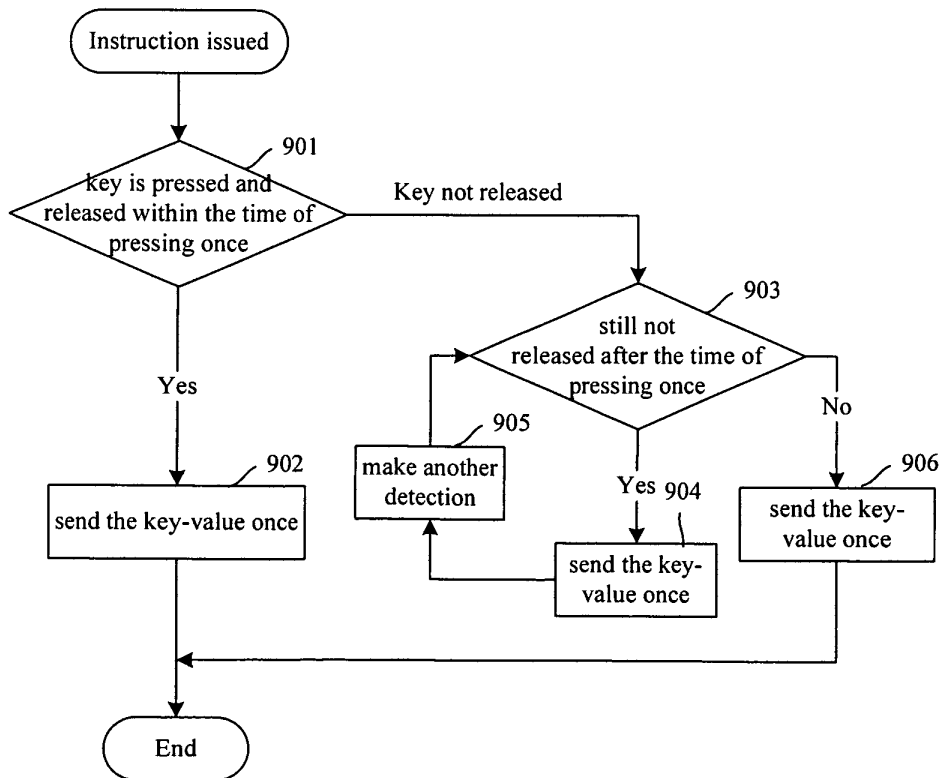 Instruction issued
901
key is pressed and
released within the time of
pressing once
Key not released
903
still not
released after the time of
pressing once
Yes
No
905
make another
detection
902
send the key-value once
Yes
904
send the key-
value once
906
send the key-
value once
End